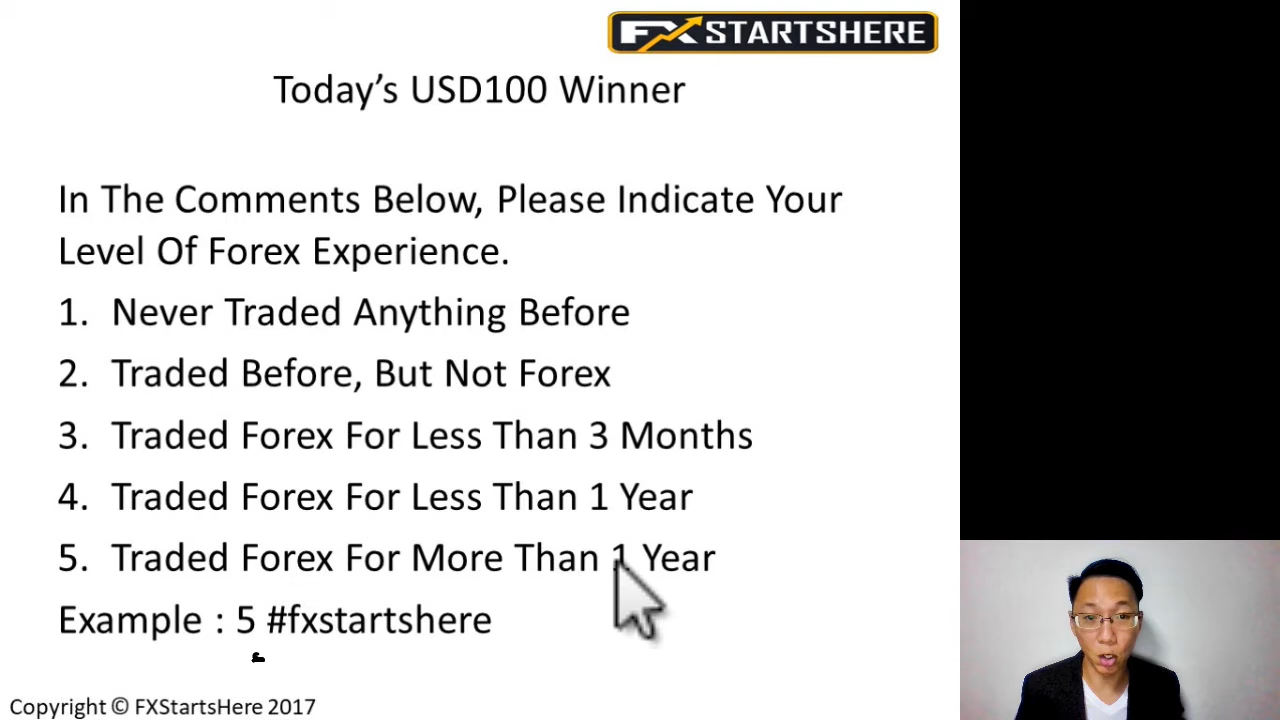 FX STARTSHERE
Today's USD100 Winner
In The Comments Below, Please Indicate Your
Level Of Forex Experience.
1. Never Traded Anything Before
2. Traded Before, But Not Forex
3. Traded Forex For Less Than 3 Months
4. Traded Forex For Less Than 1 Year
5. Traded Forex For More Than 1 Year
Example : 5 #fxstartshere
Copyright © FXStartsHere 2017